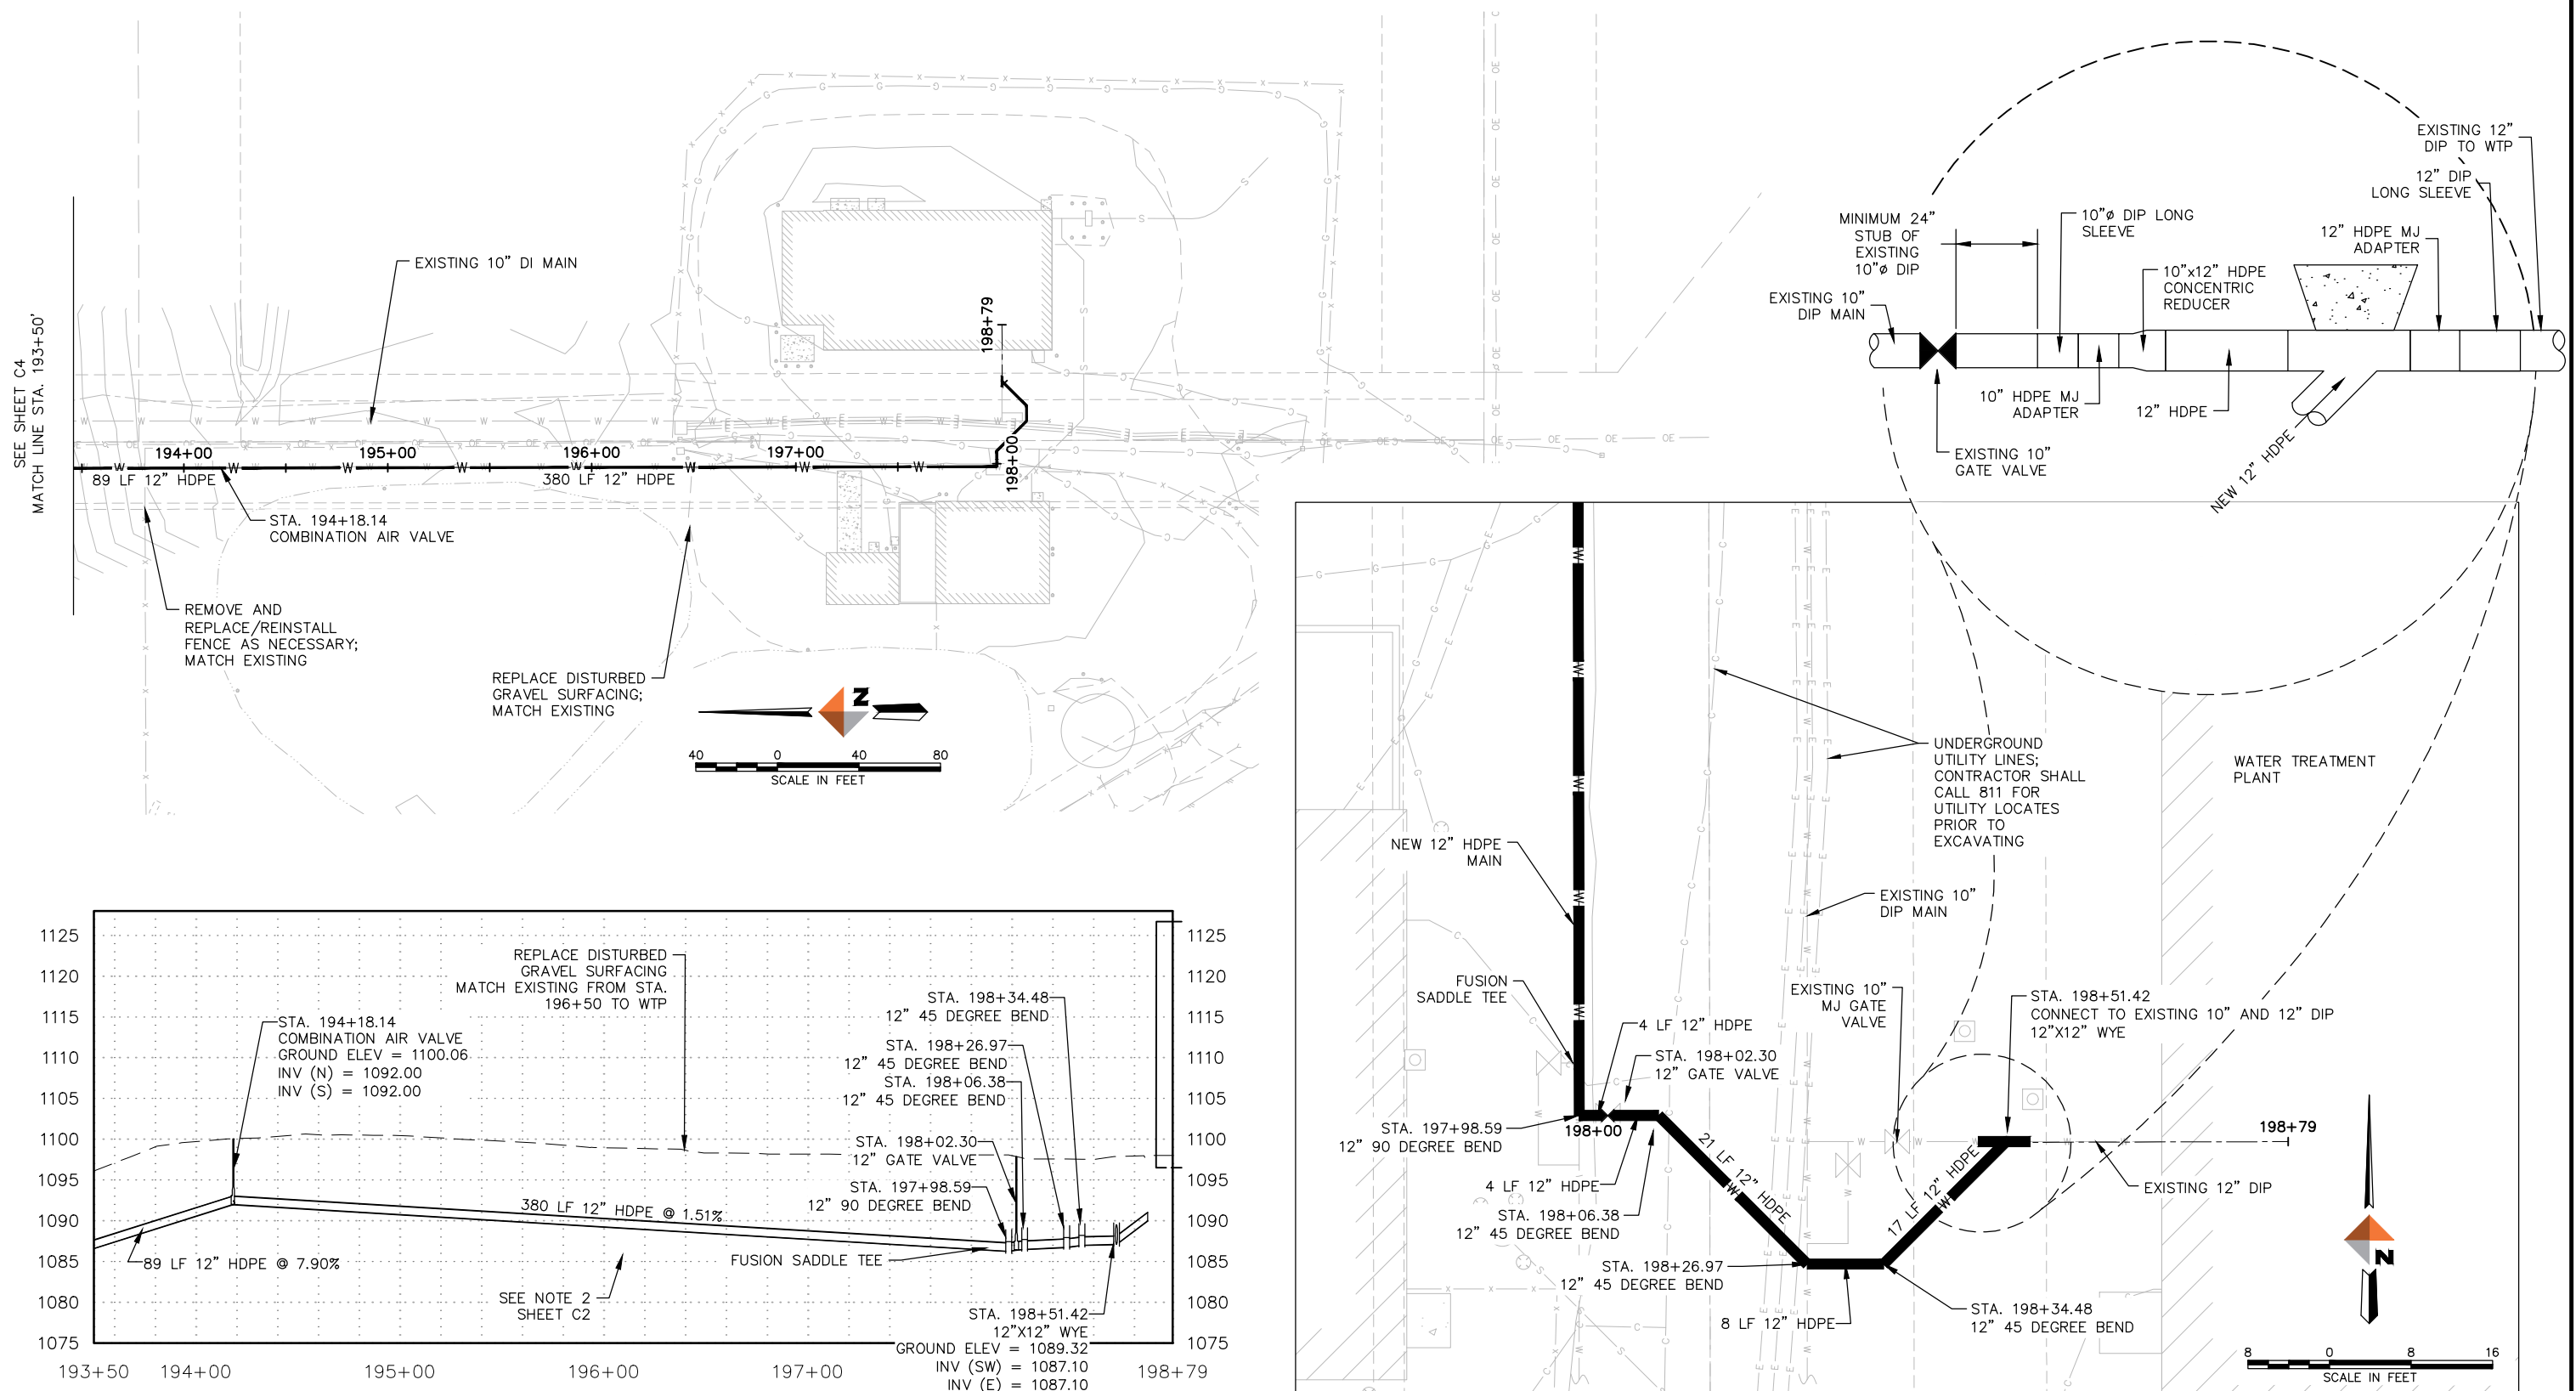 SEE SHEET C4
MATCH LINE STA. 193+50'
EXISTING 10" DI MAIN
194+00
195+00
196+00
197+00
198+00
198+79
89 LF 12" HDPE
380 LF 12" HDPE
STA. 194+18.14
COMBINATION AIR VALVE
REMOVE AND
REPLACE/REINSTALL
FENCE AS NECESSARY;
MATCH EXISTING
REPLACE DISTURBED
GRAVEL SURFACING;
MATCH EXISTING
N
40 0 40 80
SCALE IN FEET
EXISTING 12"
DIP TO WTP
12" DIP
LONG SLEEVE
MINIMUM 24"
STUB OF
EXISTING
10"ø DIP
10"ø DIP LONG
SLEEVE
12" HDPE MJ
ADAPTER
10"x12" HDPE
CONCENTRIC
REDUCER
EXISTING 10"
DIP MAIN
10" HDPE MJ
ADAPTER
12" HDPE
EXISTING 10"
GATE VALVE
NEW 12" HDPE
UNDERGROUND
UTILITY LINES;
CONTRACTOR SHALL
CALL 811 FOR
UTILITY LOCATES
PRIOR TO
EXCAVATING
WATER TREATMENT
PLANT
NEW 12" HDPE
MAIN
EXISTING 10"
DIP MAIN
FUSION
SADDLE TEE
EXISTING 10"
MJ GATE
VALVE
STA. 198+51.42
CONNECT TO EXISTING 10" AND 12" DIP
12"X12" WYE
4 LF 12" HDPE
STA. 198+02.30
12" GATE VALVE
STA. 197+98.59
12" 90 DEGREE BEND
198+00
198+79
21 LF 12" HDPE
17 LF 12" HDPE
4 LF 12" HDPE
EXISTING 12" DIP
STA. 198+06.38
12" 45 DEGREE BEND
STA. 198+26.97
12" 45 DEGREE BEND
STA. 198+34.48
12" 45 DEGREE BEND
8 LF 12" HDPE
N
8 0 8 16
SCALE IN FEET
1125 1125
1120 1120
1115 1115
1110 1110
1105 1105
1100 1100
1095 1095
1090 1090
1085 1085
1080 1080
1075 1075
REPLACE DISTURBED
GRAVEL SURFACING
MATCH EXISTING FROM STA.
196+50 TO WTP
STA. 194+18.14
COMBINATION AIR VALVE
GROUND ELEV = 1100.06
INV (N) = 1092.00
INV (S) = 1092.00
STA. 198+34.48
12" 45 DEGREE BEND
STA. 198+26.97
12" 45 DEGREE BEND
STA. 198+06.38
12" 45 DEGREE BEND
STA. 198+02.30
12" GATE VALVE
STA. 197+98.59
12" 90 DEGREE BEND
380 LF 12" HDPE @ 1.51%
FUSION SADDLE TEE
89 LF 12" HDPE @ 7.90%
SEE NOTE 2
SHEET C2
STA. 198+51.42
12"X12" WYE
GROUND ELEV = 1089.32
INV (SW) = 1087.10
INV (E) = 1087.10
193+50 194+00 195+00 196+00 197+00 198+79